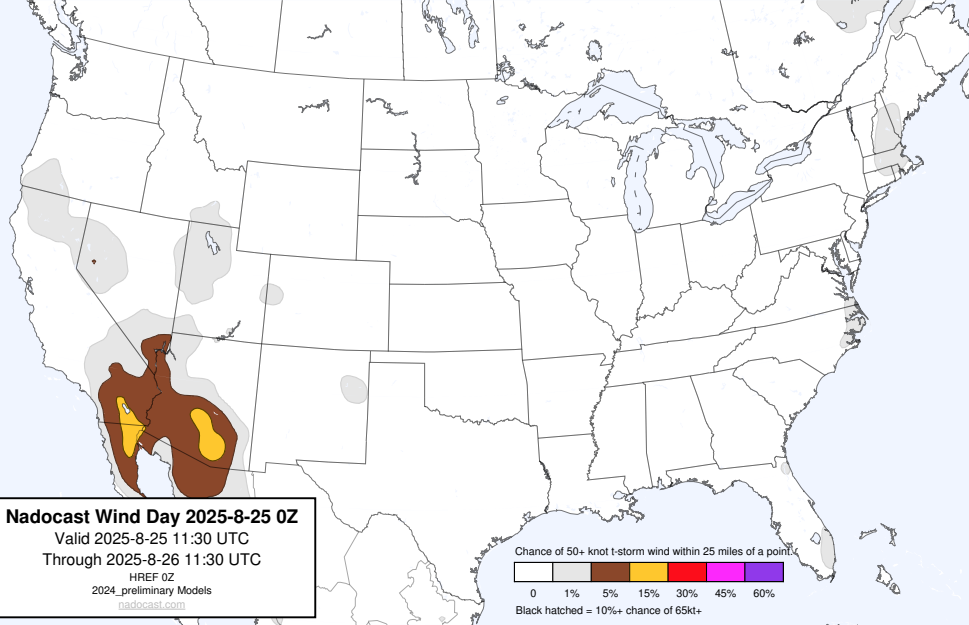 Nadocast Wind Day 2025-8-25 0Z
Valid 2025-8-25 11:30 UTC
Through 2025-8-26 11:30 UTC
HREF 0Z
2024_preliminary Models
nadocast.com
Chance of 50+ knot t-storm wind within 25 miles of a point.
0 1% 5% 15% 30% 45% 60%
Black hatched = 10%+ chance of 65kt+